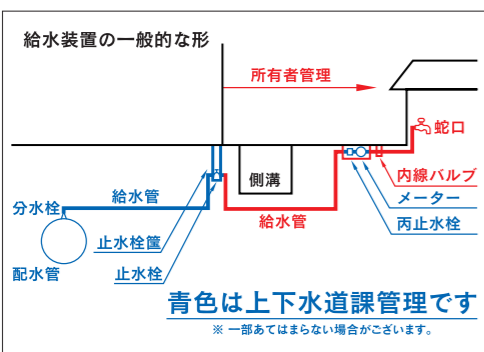 給水装置の一般的な形
所有者管理
蛇口
内線バルブ
メーター
丙止水栓
側溝
給水管
給水管
分水栓
止水栓筐
配水管
止水栓
青色は上下水道課管理です
※ 一部あてはまらない場合がございます。